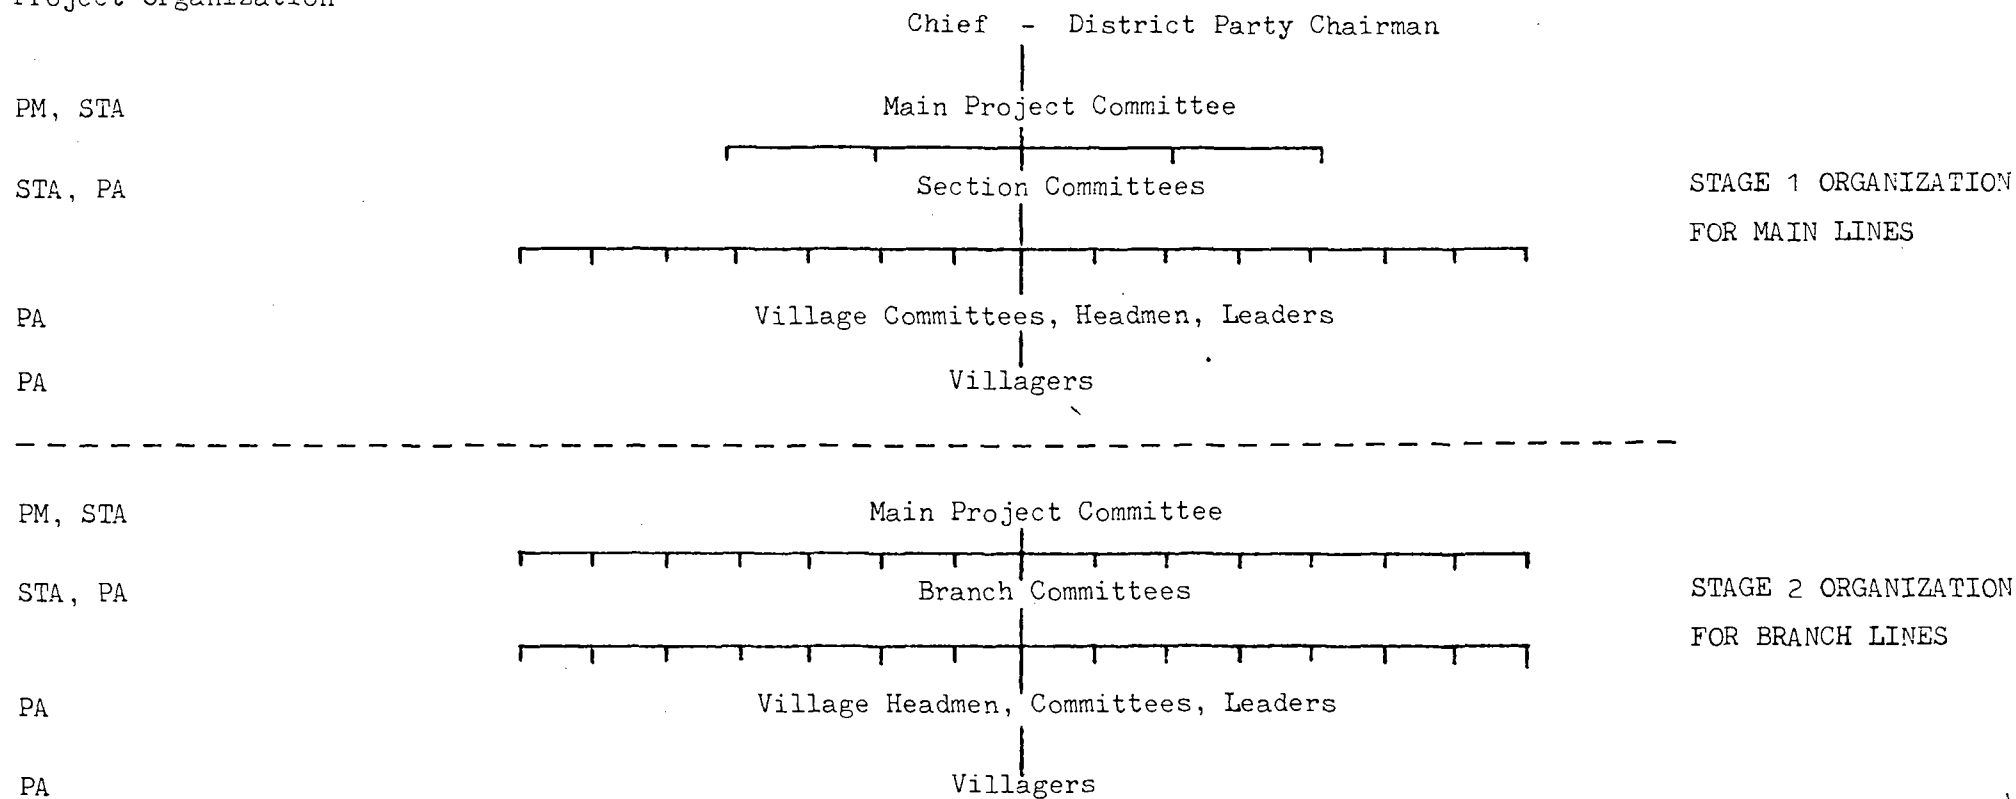 Project Organization
Chief - District Party Chairman
PM, STA Main Project Committee
STA, PA Section Committees STAGE 1 ORGANIZATION
FOR MAIN LINES
PA Village Committees, Headmen, Leaders
PA Villagers
PM, STA Main Project Committee
STA, PA Branch Committees STAGE 2 ORGANIZATION
FOR BRANCH LINES
PA Village Headmen, Committees, Leaders
PA Villagers